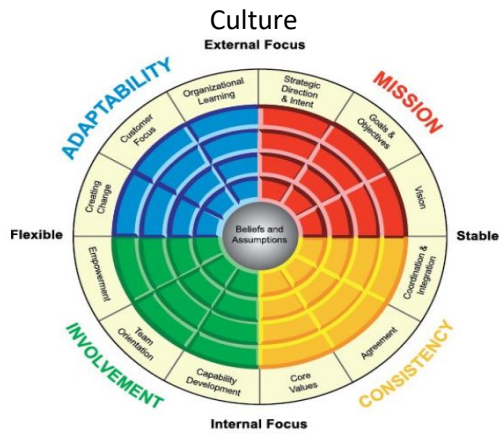 Culture
External Focus
ADAPTABILITY
MISSION
Organizational
Learning
Strategic
Direction
& Intent
Customer
Focus
Goals &
Objectives
Creating
Change
Vision
Flexible
Beliefs and
Assumptions
Stable
Empowerment
Coordination &
Integration
Team
Orientation
Agreement
Capability
Development
Core
Values
INVOLVEMENT
CONSISTENCY
Internal Focus